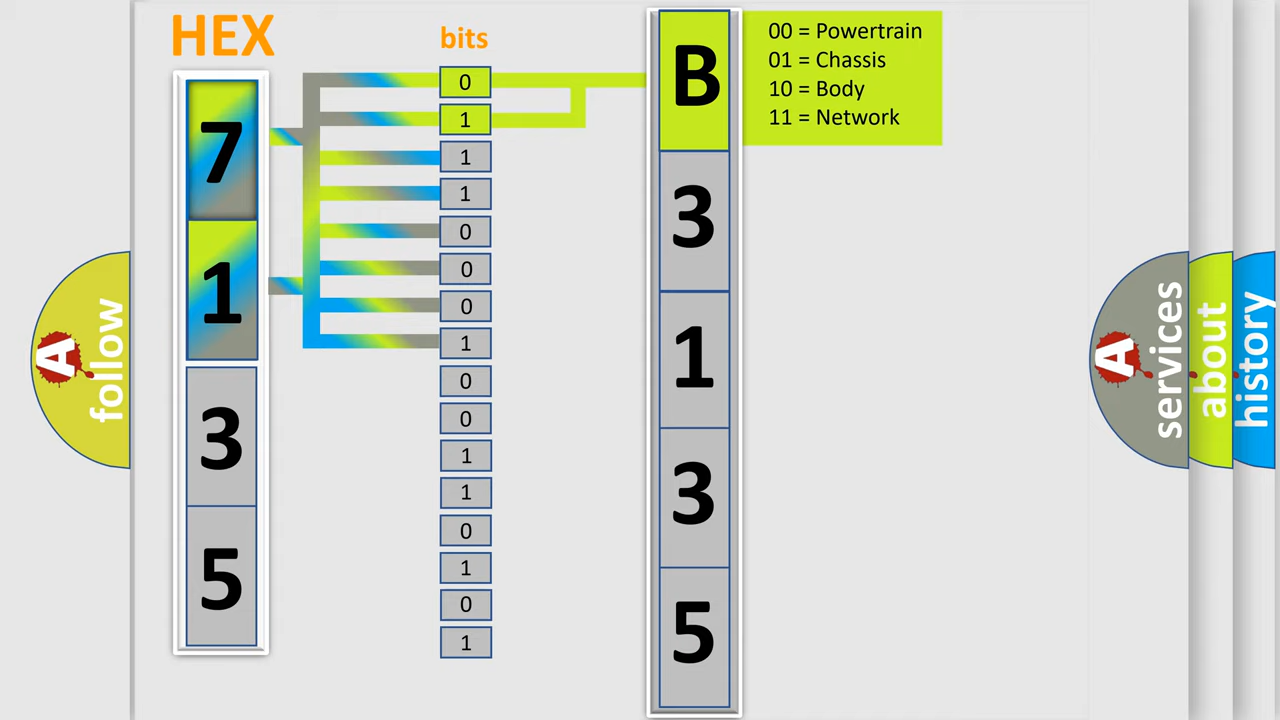 HEX
bits
7
1
3
5
0
1
1
1
0
0
0
1
0
0
1
1
0
1
0
1
B
3
1
3
5
00 = Powertrain
01 = Chassis
10 = Body
11 = Network
A
follow
A
services
about
history